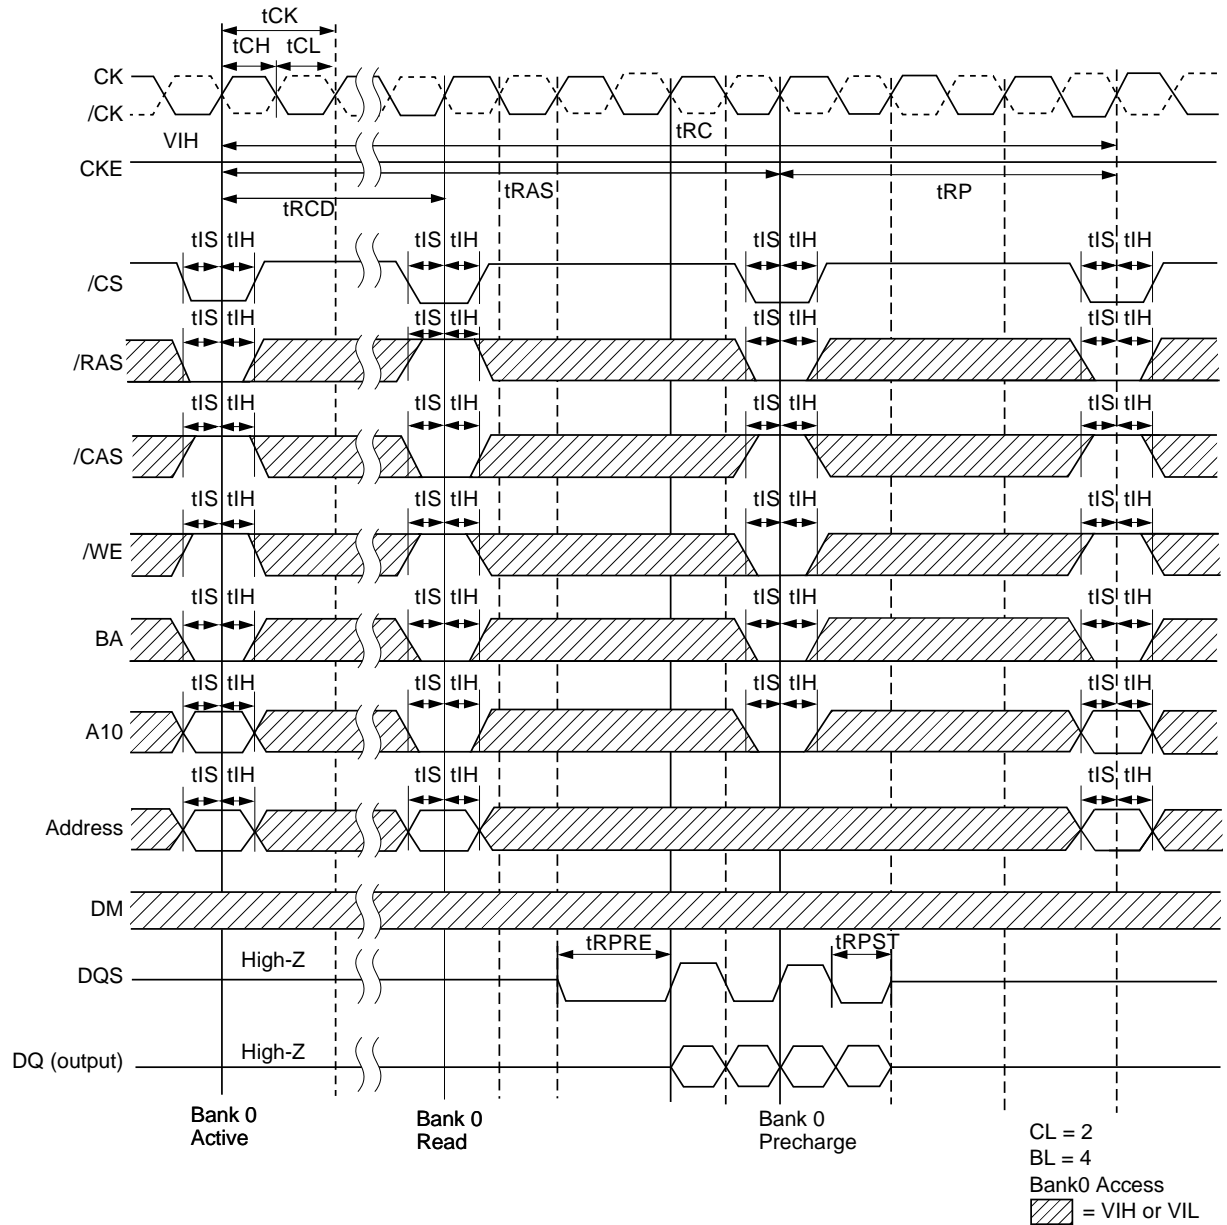 tCK
tCH tCL
CK
/CK
VIH
tRC
CKE
tRAS
tRP
tRCD
tIS tIH tIS tIH tIS tIH tIS tIH
/CS
tIS tIH tIS tIH tIS tIH tIS tIH
/RAS
tIS tIH tIS tIH tIS tIH tIS tIH
/CAS
tIS tIH tIS tIH tIS tIH tIS tIH
/WE
tIS tIH tIS tIH tIS tIH tIS tIH
BA
tIS tIH tIS tIH tIS tIH tIS tIH
A10
tIS tIH tIS tIH tIS tIH
Address
DM
tRPRE tRPST
High-Z
DQS
High-Z
DQ (output)
Bank 0
Active
Bank 0
Read
Bank 0
Precharge
CL = 2
BL = 4
Bank0 Access
= VIH or VIL